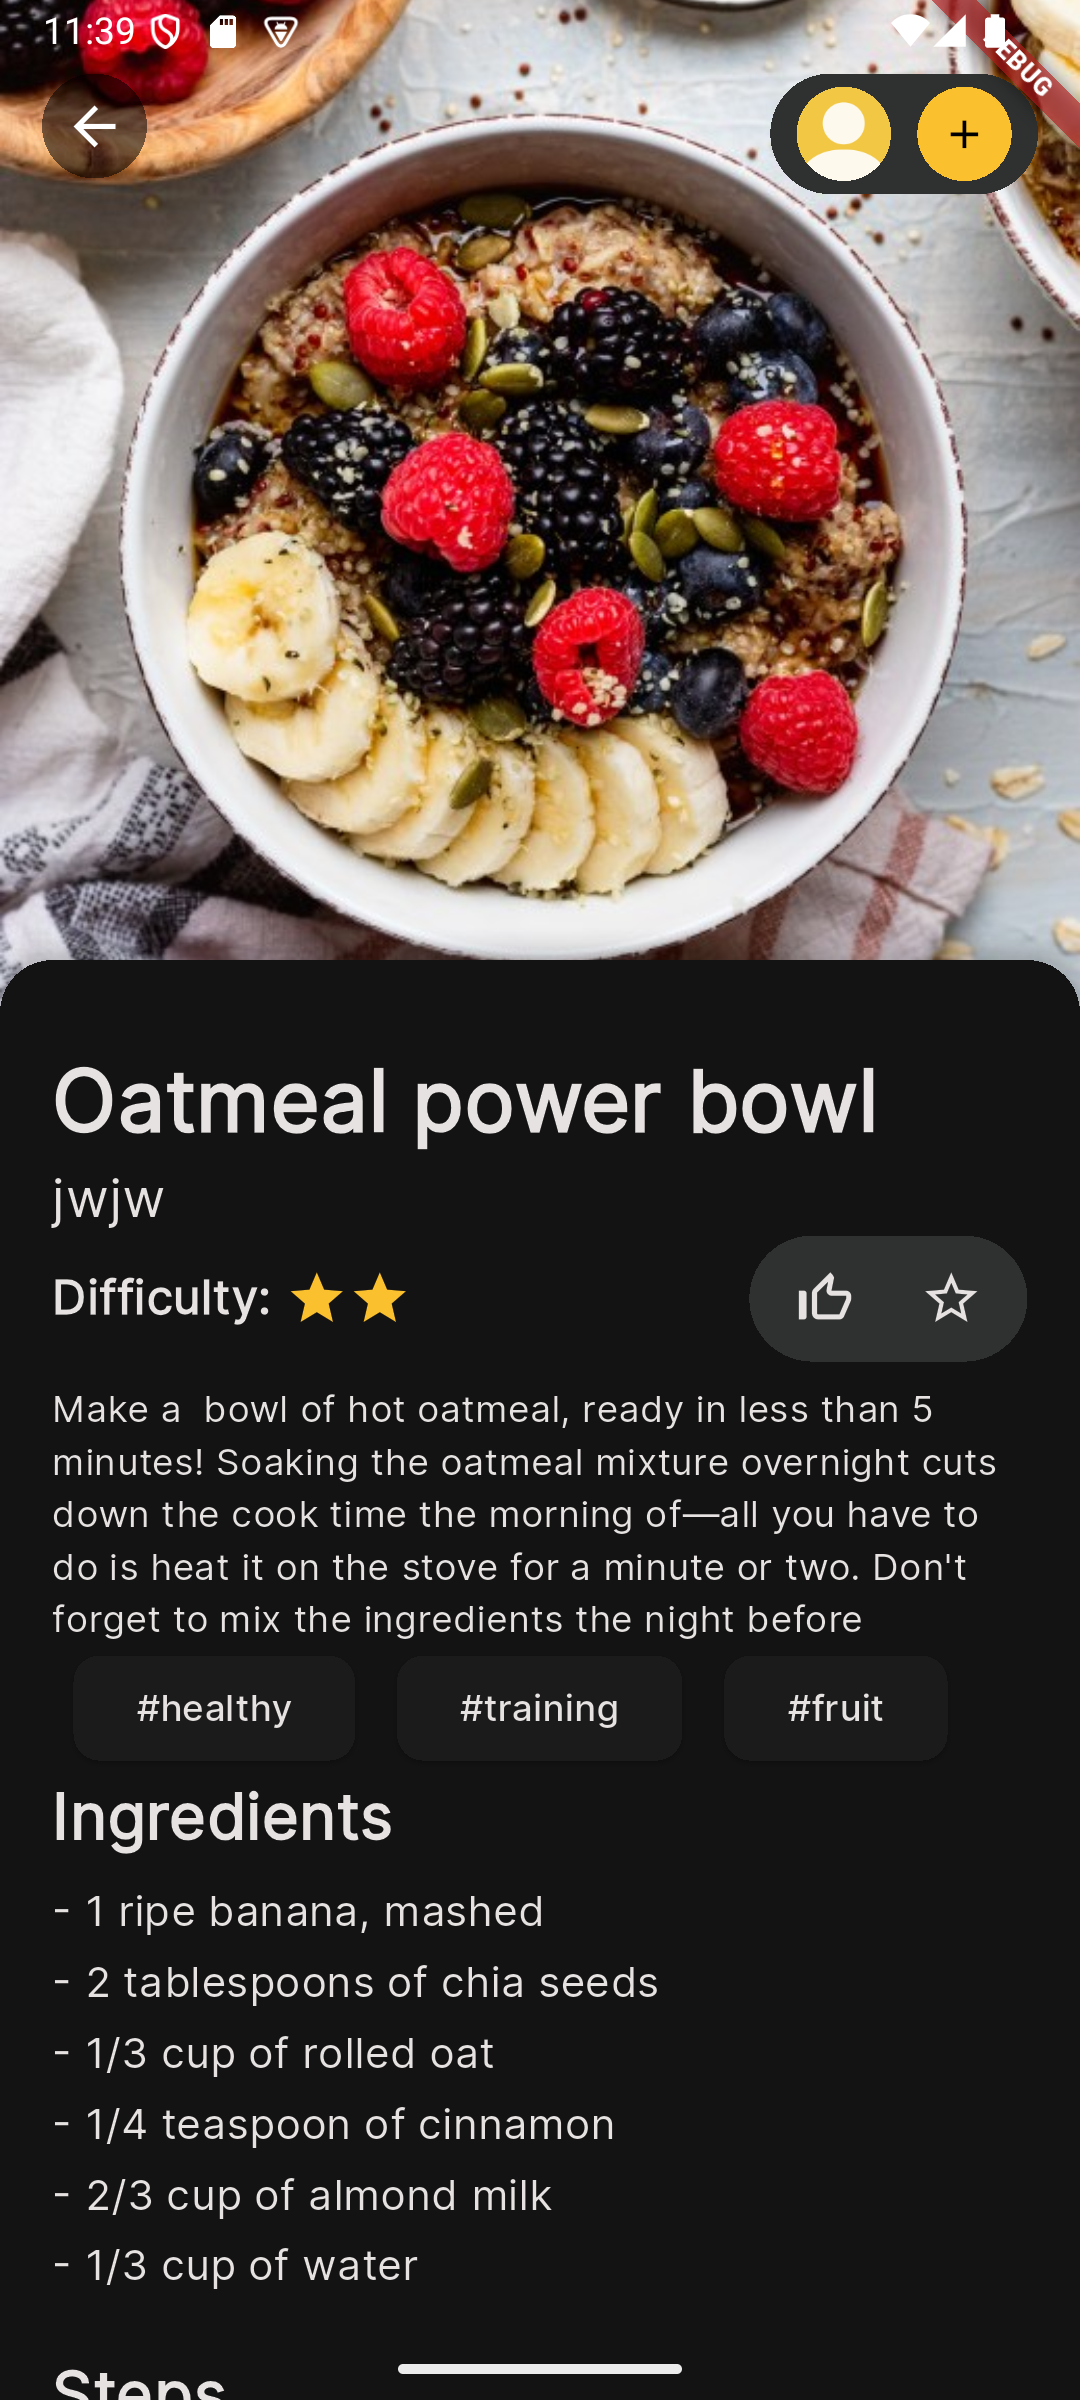 11:39
EBUG
Oatmeal power bowl
jwjw
Difficulty:
Make a  bowl of hot oatmeal, ready in less than 5
minutes! Soaking the oatmeal mixture overnight cuts
down the cook time the morning of—all you have to
do is heat it on the stove for a minute or two. Don't
forget to mix the ingredients the night before
#healthy #training #fruit
Ingredients
- 1 ripe banana, mashed
- 2 tablespoons of chia seeds
- 1/3 cup of rolled oat
- 1/4 teaspoon of cinnamon
- 2/3 cup of almond milk
- 1/3 cup of water
Steps